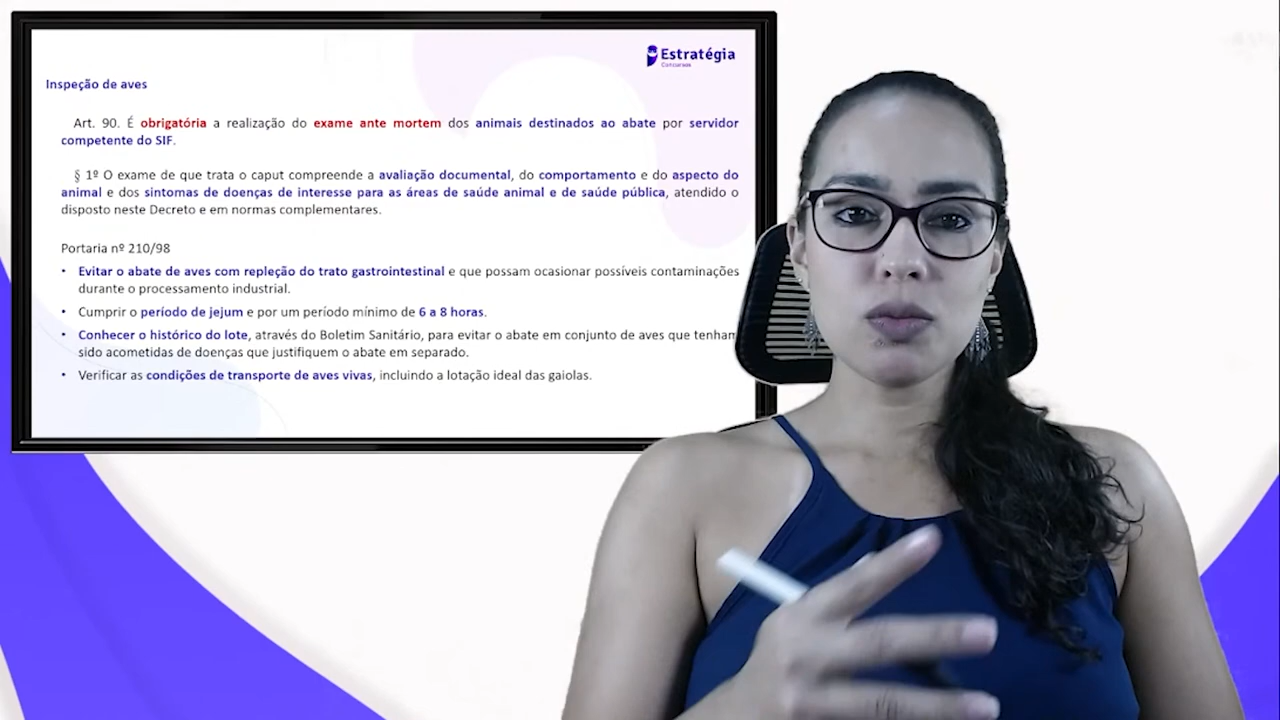 Estratégia
Concursos
Inspeção de aves
Art. 90. É obrigatória a realização do exame ante mortem dos animais destinados ao abate por servidor
competente do SIF.
§ 1º O exame de que trata o caput compreende a avaliação documental, do comportamento e do aspecto do
animal e dos sintomas de doenças de interesse para as áreas de saúde animal e de saúde pública, atendido o
disposto neste Decreto e em normas complementares.
Portaria nº 210/98
• Evitar o abate de aves com repleção do trato gastrointestinal e que possam ocasionar possíveis contaminações
durante o processamento industrial.
• Cumprir o período de jejum e por um período mínimo de 6 a 8 horas.
• Conhecer o histórico do lote, através do Boletim Sanitário, para evitar o abate em conjunto de aves que tenham
sido acometidas de doenças que justifiquem o abate em separado.
• Verificar as condições de transporte de aves vivas, incluindo a lotação ideal das gaiolas.